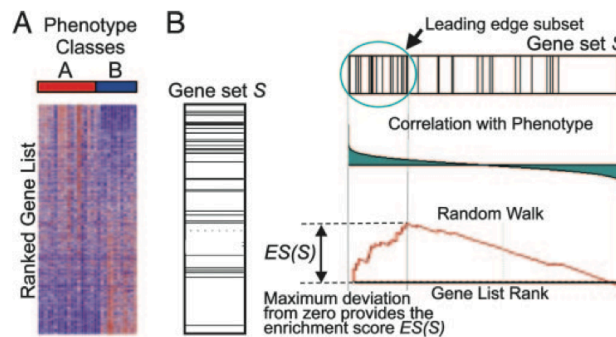 A
Phenotype
Classes
A B
Ranked Gene List
B
Gene set S
Leading edge subset
Gene set S
Correlation with Phenotype
Random Walk
ES(S)
Gene List Rank
Maximum deviation
from zero provides the
enrichment score ES(S)